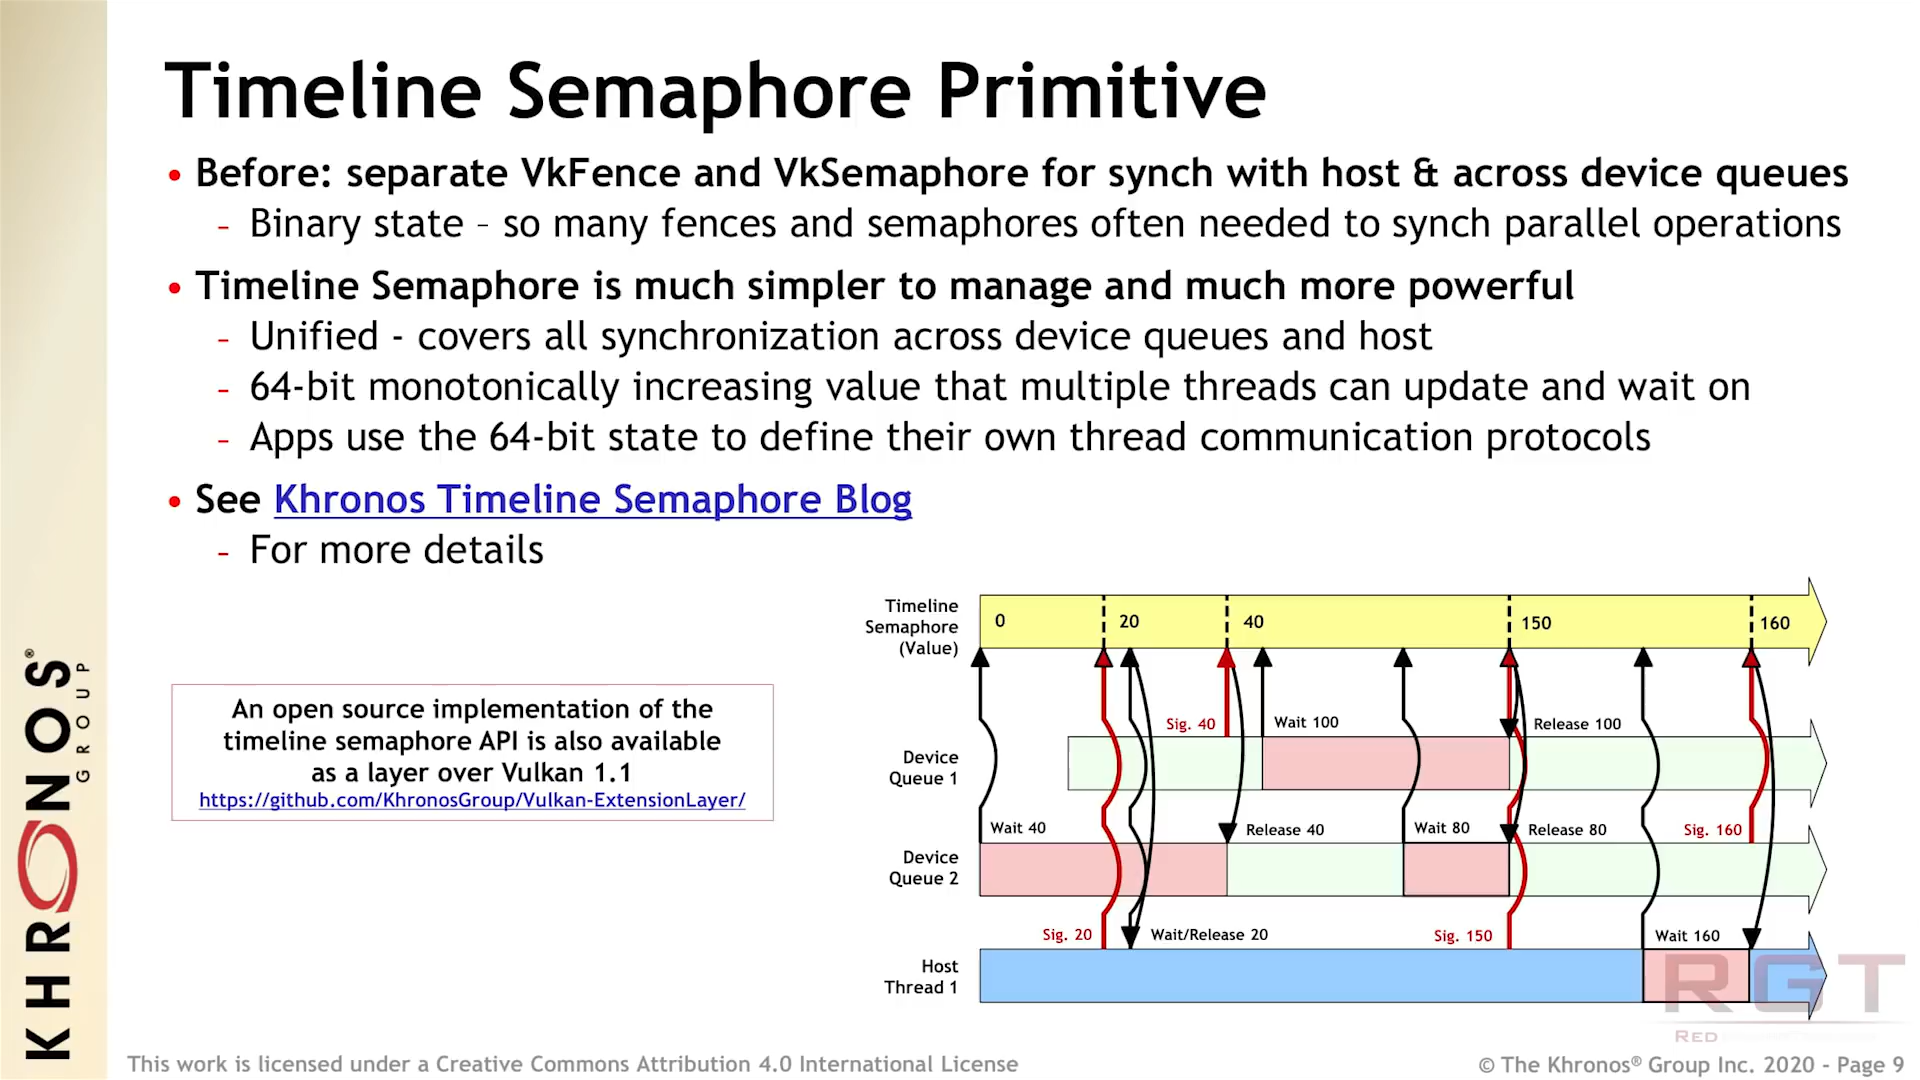 Timeline Semaphore Primitive
• Before: separate VkFence and VkSemaphore for synch with host & across device queues
- Binary state – so many fences and semaphores often needed to synch parallel operations
• Timeline Semaphore is much simpler to manage and much more powerful
- Unified - covers all synchronization across device queues and host
- 64-bit monotonically increasing value that multiple threads can update and wait on
- Apps use the 64-bit state to define their own thread communication protocols
• See Khronos Timeline Semaphore Blog
- For more details
An open source implementation of the
timeline semaphore API is also available
as a layer over Vulkan 1.1
https://github.com/KhronosGroup/Vulkan-ExtensionLayer/
Timeline
Semaphore
(Value)
0
20
40
150
160
Sig. 40
Wait 100
Release 100
Device
Queue 1
Wait 40
Release 40
Wait 80
Release 80
Sig. 160
Device
Queue 2
Sig. 20
Wait/Release 20
Sig. 150
Wait 160
Host
Thread 1
KHRONOS®
GROUP
RGT
RED
This work is licensed under a Creative Commons Attribution 4.0 International License
© The Khronos® Group Inc. 2020 - Page 9